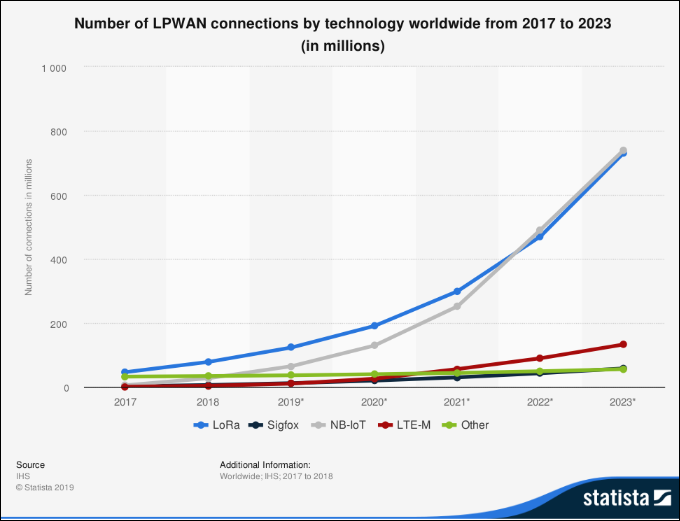 Number of LPWAN connections by technology worldwide from 2017 to 2023
(in millions)
1 000
800
600
400
200
0
Number of connections in millions
2017 2018 2019* 2020* 2021* 2022* 2023*
LoRa Sigfox NB-IoT LTE-M Other
Source
IHS
© Statista 2019
Additional Information:
Worldwide; IHS; 2017 to 2018
statista